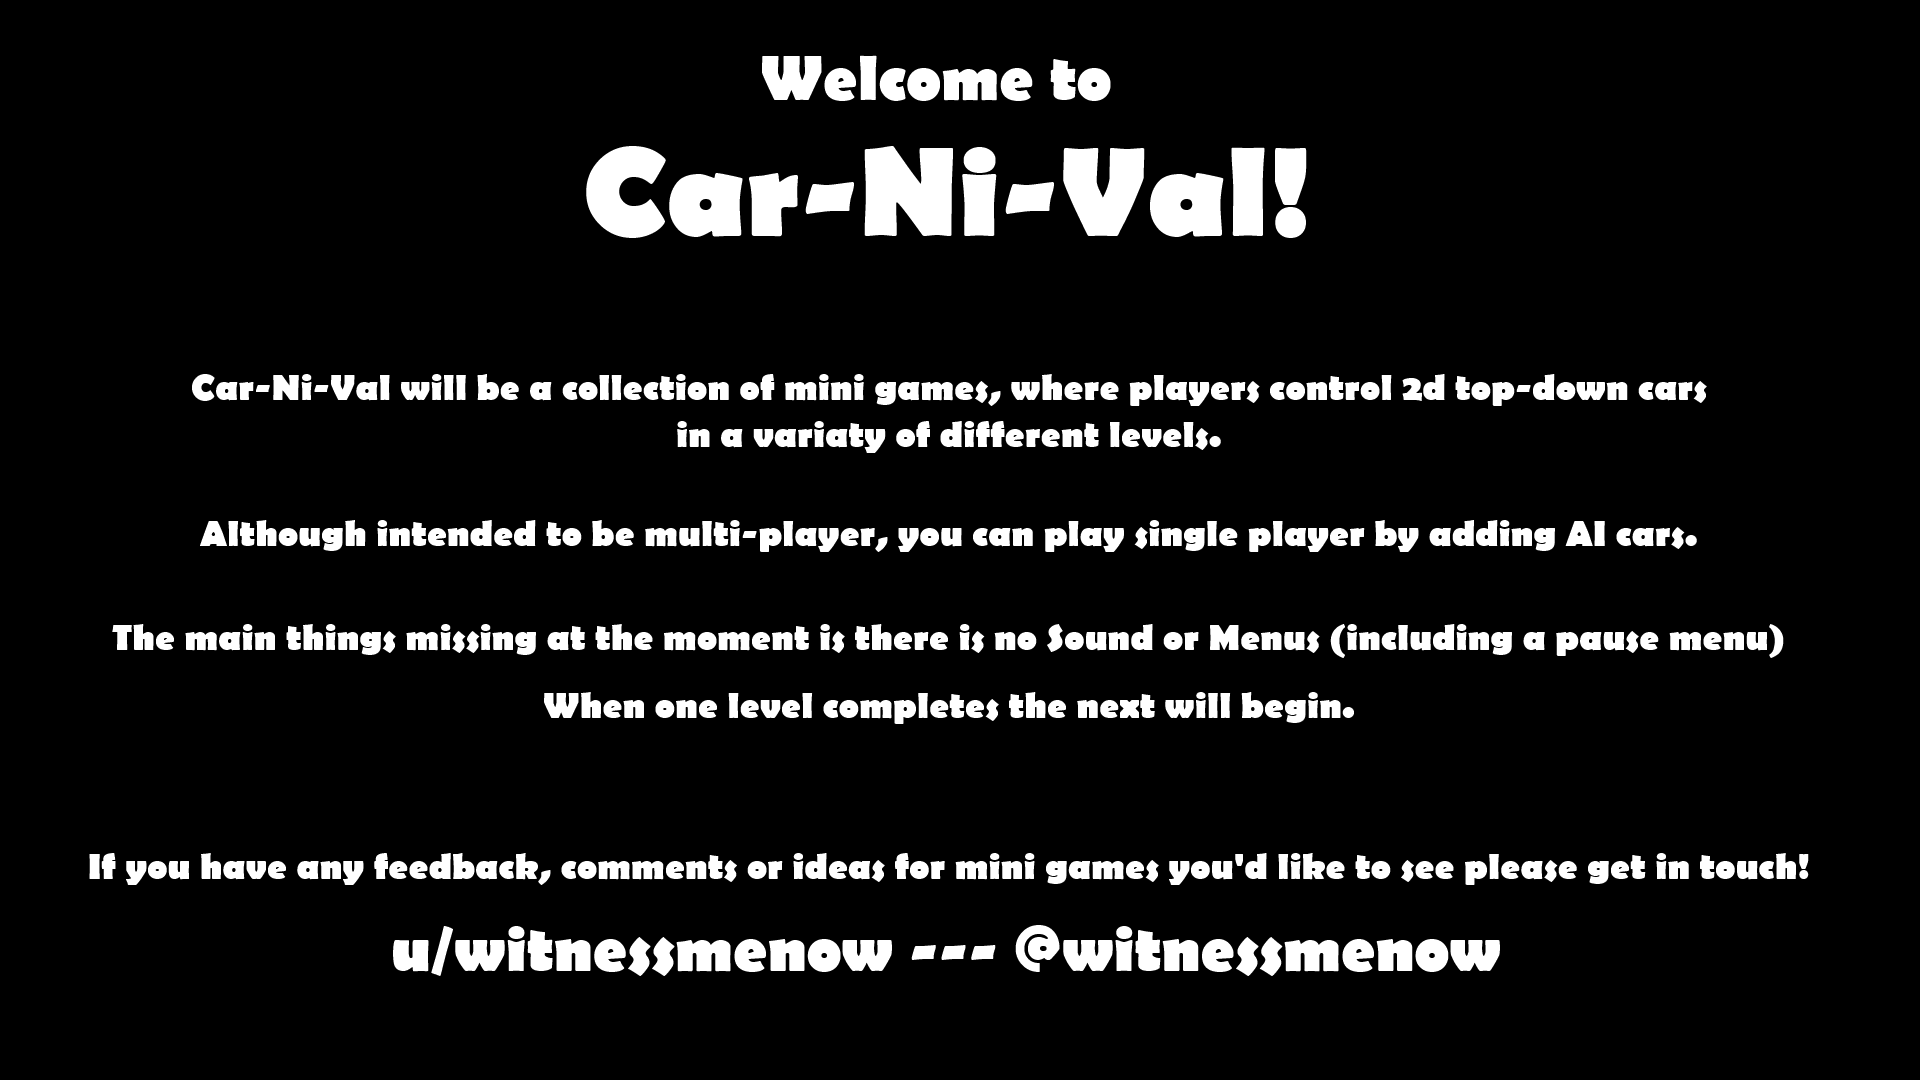 Welcome to
Car-Ni-Val!
Car-Ni-Val will be a collection of mini games, where players control 2d top-down cars
in a variaty of different levels.
Although intended to be multi-player, you can play single player by adding AI cars.
The main things missing at the moment is there is no Sound or Menus (including a pause menu)
When one level completes the next will begin.
If you have any feedback, comments or ideas for mini games you'd like to see please get in touch!
u/witnessmenow --- @witnessmenow